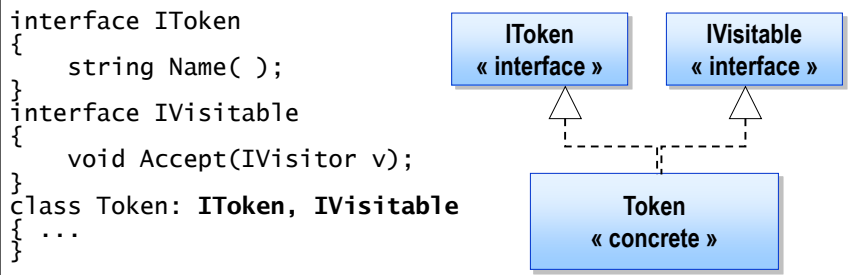 interface IToken
{
    string Name( );
}
interface IVisitable
{
    void Accept(IVisitor v);
}
class Token: IToken, IVisitable
{ ...
}
IToken
« interface »
IVisitable
« interface »
Token
« concrete »